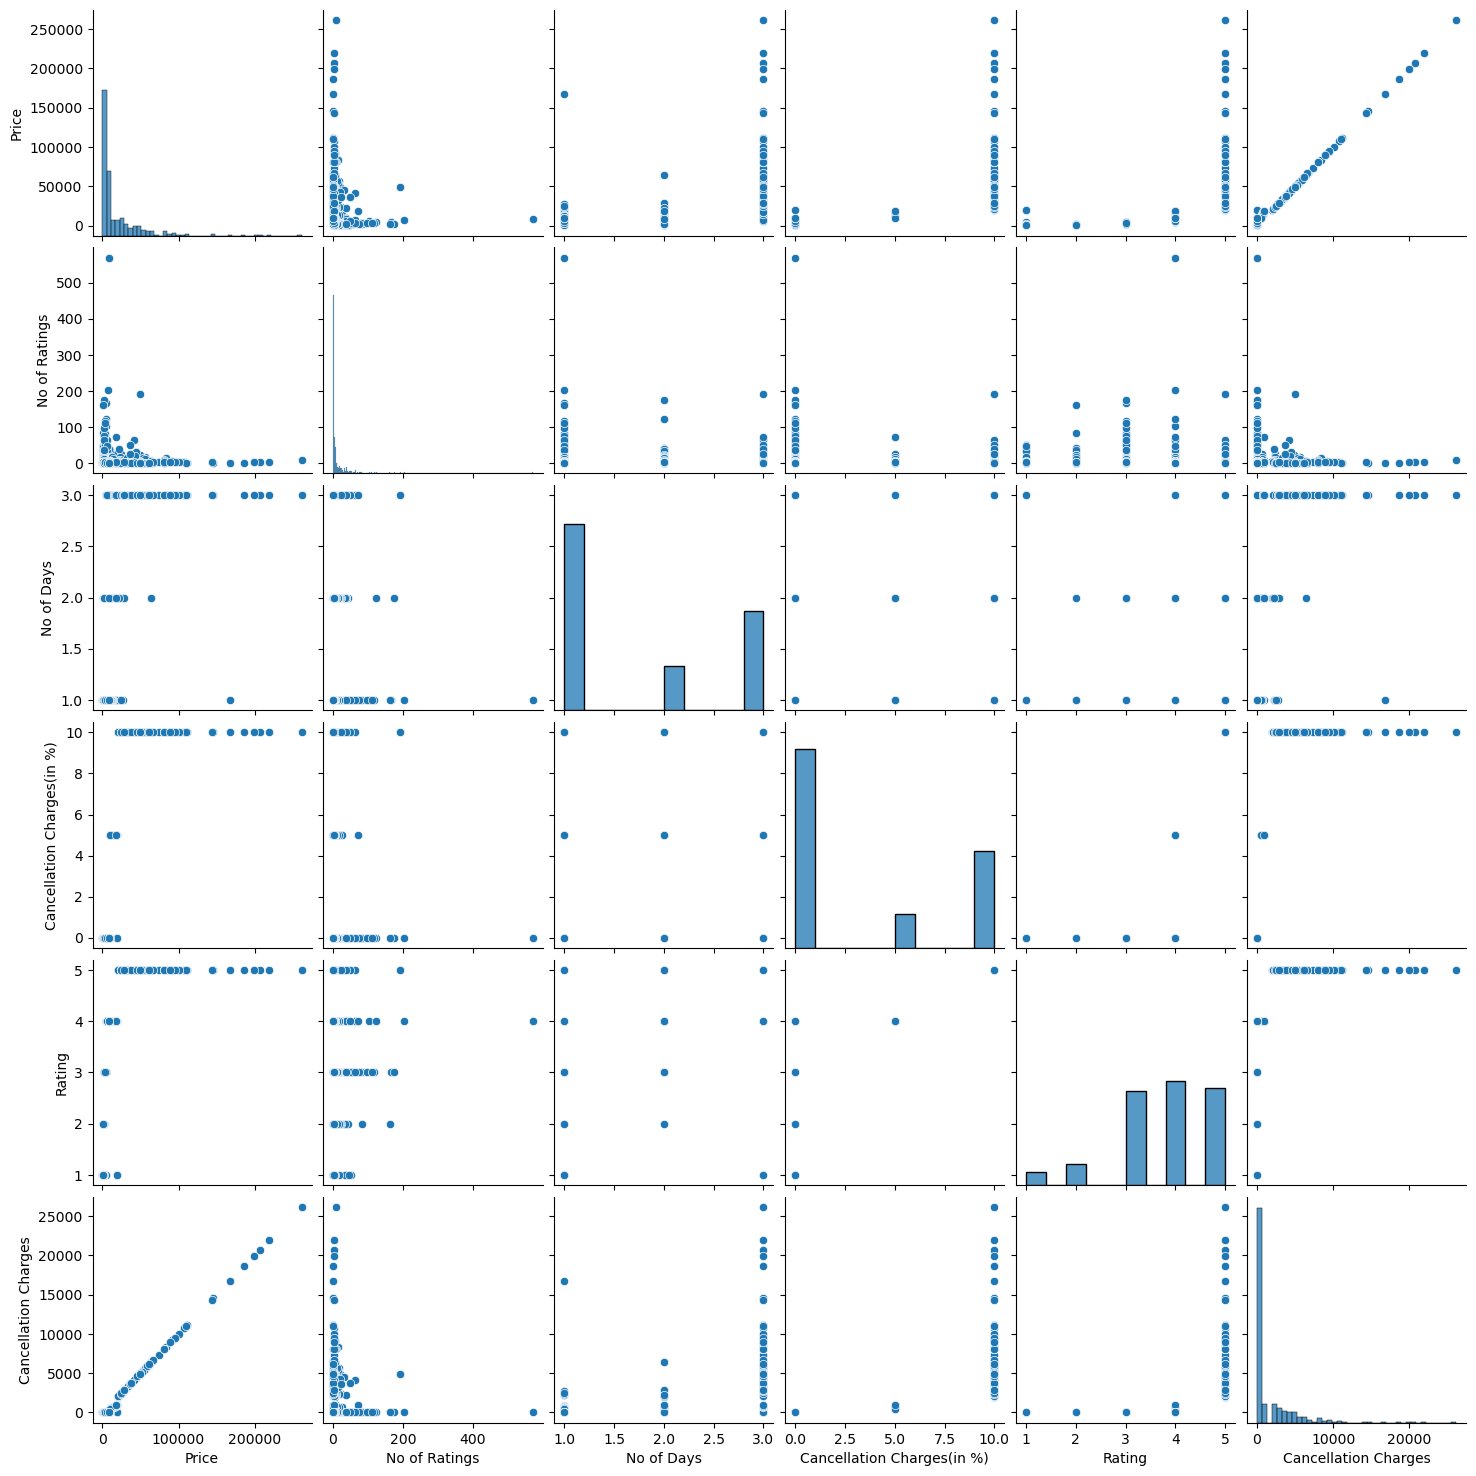 250000
200000
150000
100000
50000
0
Price
500
400
300
200
100
0
No of Ratings
3.0
2.5
2.0
1.5
1.0
No of Days
10
8
6
4
2
0
Cancellation Charges(in %)
5
4
3
2
1
Rating
25000
20000
15000
10000
5000
0
Cancellation Charges
0 100000 200000
0 200 400
1.0 1.5 2.0 2.5 3.0
0.0 2.5 5.0 7.5 10.0
1 2 3 4 5
0 10000 20000
Price
No of Ratings
No of Days
Cancellation Charges(in %)
Rating
Cancellation Charges